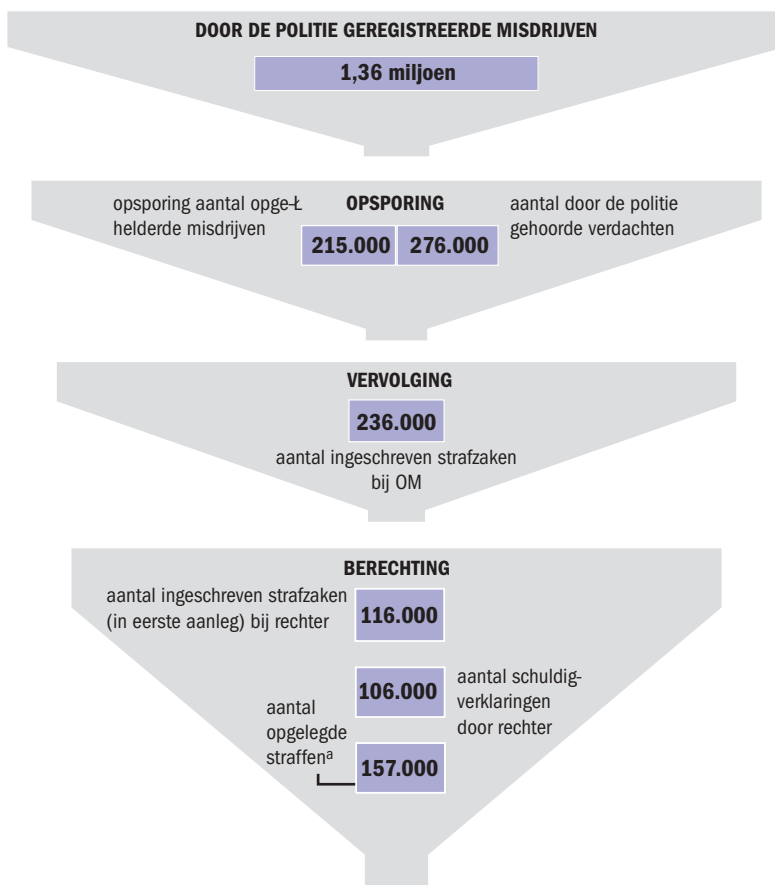 DOOR DE POLITIE GEREGISTREERDE MISDRIJVEN
1,36 miljoen
opsporing aantal opge-Ł
helderde misdrijven
OPSPORING
215.000 276.000
aantal door de politie
gehoorde verdachten
VERVOLGING
236.000
aantal ingeschreven strafzaken
bij OM
BERECHTING
aantal ingeschreven strafzaken
(in eerste aanleg) bij rechter
116.000
106.000
aantal schuldig-
verklaringen
door rechter
aantal
opgelegde
straffenᵃ
157.000